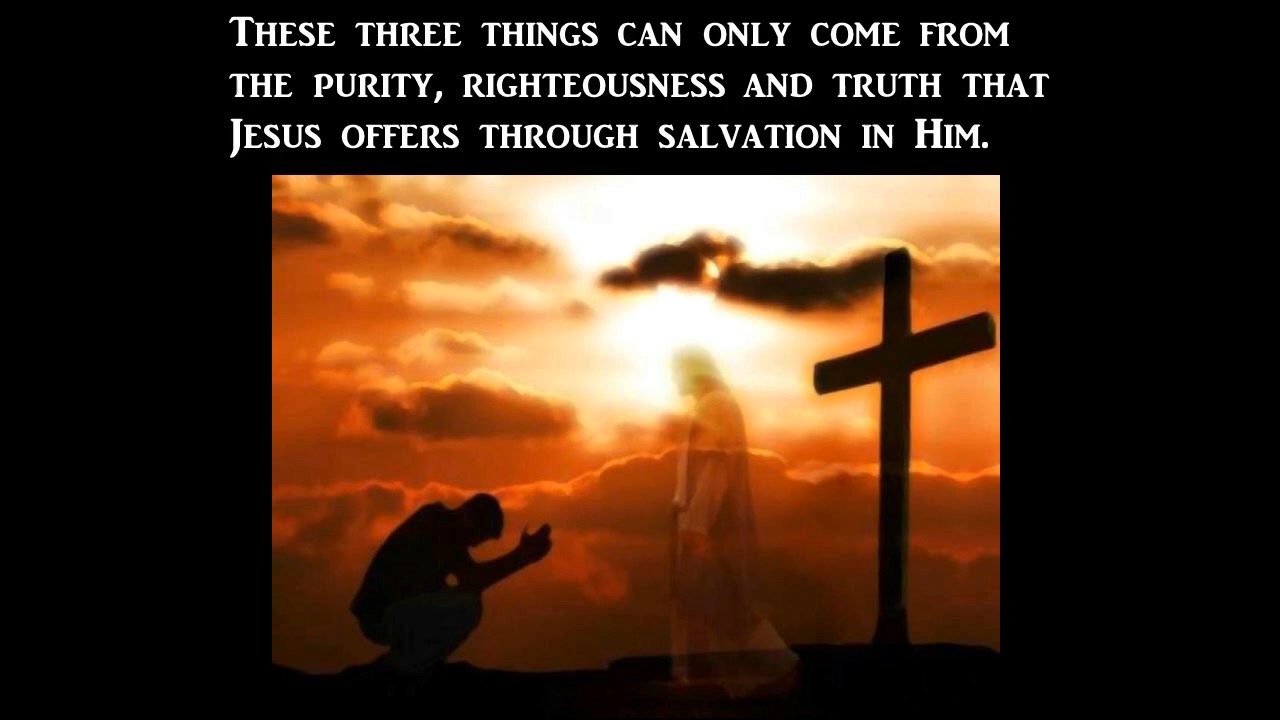 These three things can only come from
the purity, righteousness and truth that
Jesus offers through salvation in Him.